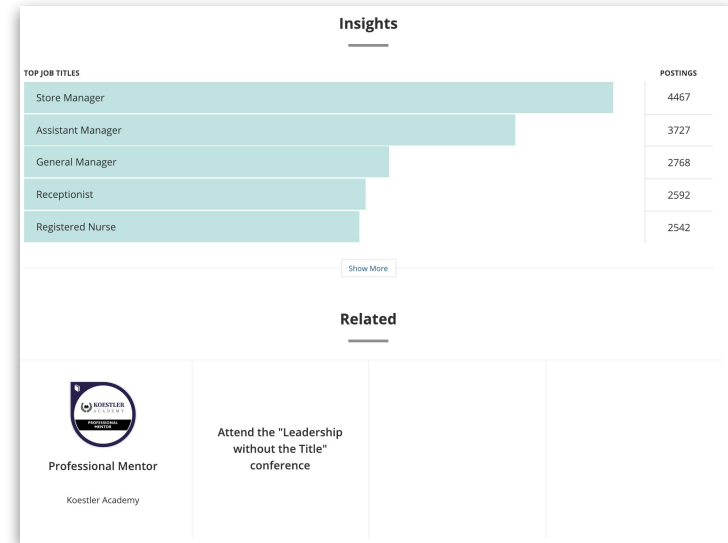 Insights
TOP JOB TITLES POSTINGS
Store Manager 4467
Assistant Manager 3727
General Manager 2768
Receptionist 2592
Registered Nurse 2542
Show More
Related
KOESTLER
ACADEMY
PROFESSIONAL
MENTOR
Professional Mentor
Koestler Academy
Attend the "Leadership
without the Title"
conference